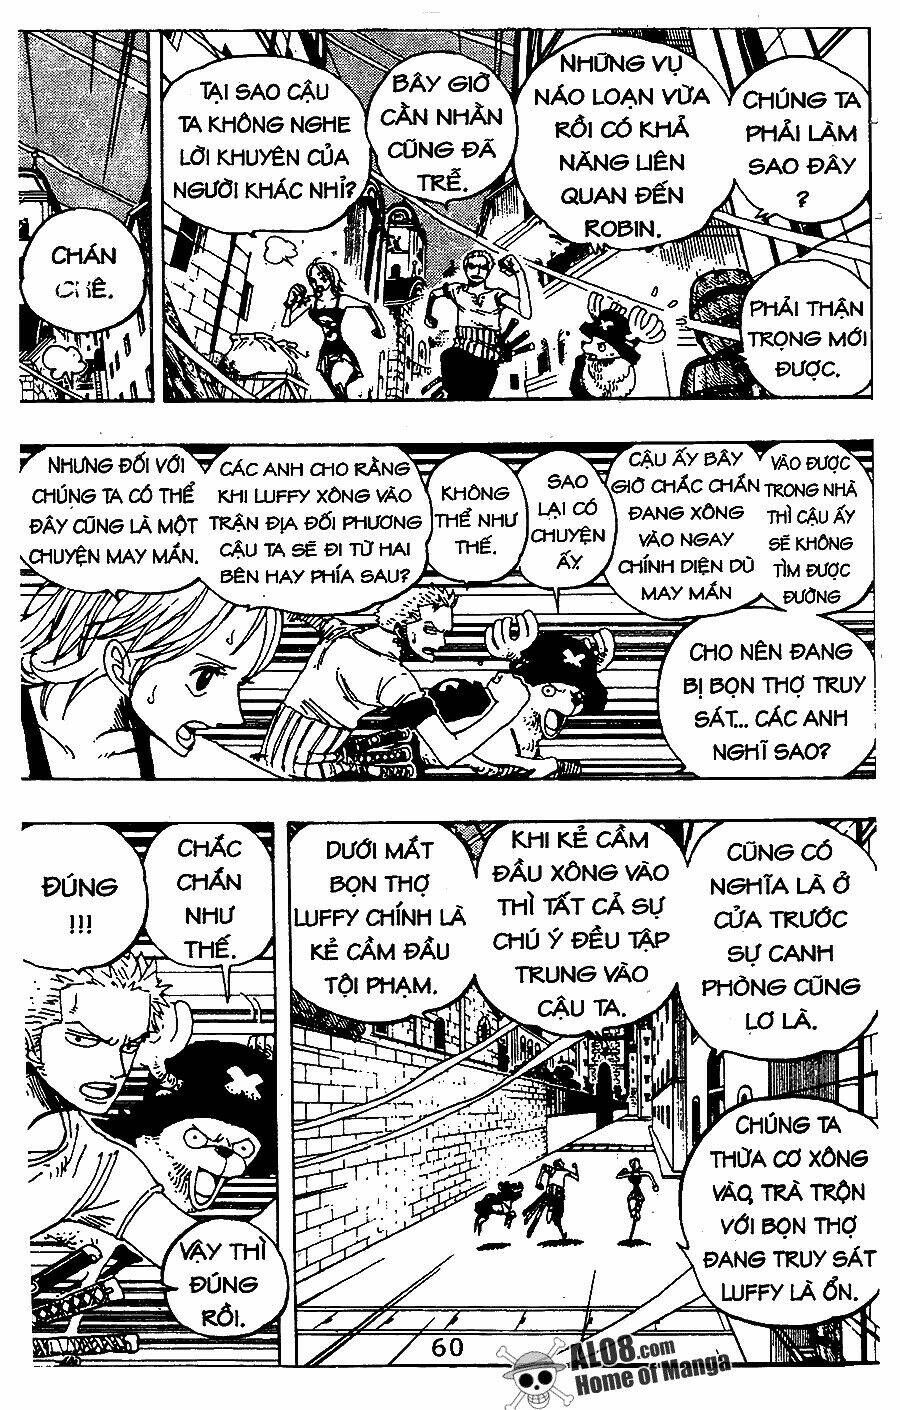 CHÚNG TA
PHẢI LÀM
SAO ĐÂY
?
PHẢI THẬN
TRỌNG MỚI
ĐƯỢC.
NHỮNG VỤ
NÁO LOẠN VỪA
RỒI CÓ KHẢ
NĂNG LIÊN
QUAN ĐẾN
ROBIN.
BÂY GIỜ
CẰN NHẰN
CŨNG ĐÃ
TRỄ.
TẠI SAO CẬU
TA KHÔNG NGHE
LỜI KHUYÊN CỦA
NGƯỜI KHÁC NHỈ?
CHÁN
GHÊ.
VÀO ĐƯỢC
TRONG NHÀ
THÌ CẬU ẤY
SẼ KHÔNG
TÌM ĐƯỢC
ĐƯỜNG
CẬU ẤY BÂY
GIỜ CHẮC CHẮN
ĐANG XÔNG
VÀO NGAY
CHÍNH DIỆN DÙ
MAY MẮN
CHO NÊN ĐANG
BỊ BỌN THỢ TRUY
SÁT... CÁC ANH
NGHĨ SAO?
SAO
LẠI CÓ
CHUYỆN
ẤY.
KHÔNG
THỂ NHƯ
THẾ.
CÁC ANH CHO RẰNG
KHI LUFFY XÔNG VÀO
TRẬN ĐỊA ĐỐI PHƯƠNG
CẬU TA SẼ ĐI TỪ HAI
BÊN HAY PHÍA SAU?
NHƯNG ĐỐI VỚI
CHÚNG TA CÓ THỂ
ĐÂY CŨNG LÀ MỘT
CHUYỆN MAY MẮN.
CŨNG CÓ
NGHĨA LÀ Ở
CỬA TRƯỚC
SỰ CANH
PHÒNG CŨNG
LƠ LÀ.
KHI KẺ CẦM
ĐẦU XÔNG VÀO
THÌ TẤT CẢ SỰ
CHÚ Ý ĐỀU TẬP
TRUNG VÀO
CẬU TA.
DƯỚI MẮT
BỌN THỢ
LUFFY CHÍNH LÀ
KẺ CẦM ĐẦU
TỘI PHẠM.
CHÚNG TA
THỪA CƠ XÔNG
VÀO, TRÀ TRỘN
VỚI BỌN THỢ
ĐANG TRUY SÁT
LUFFY LÀ ỔN.
CHẮC
CHẮN
NHƯ
THẾ.
ĐÚNG
!!!
VẬY THÌ
ĐÚNG
RỒI.
60
AL08.com
Home of Manga